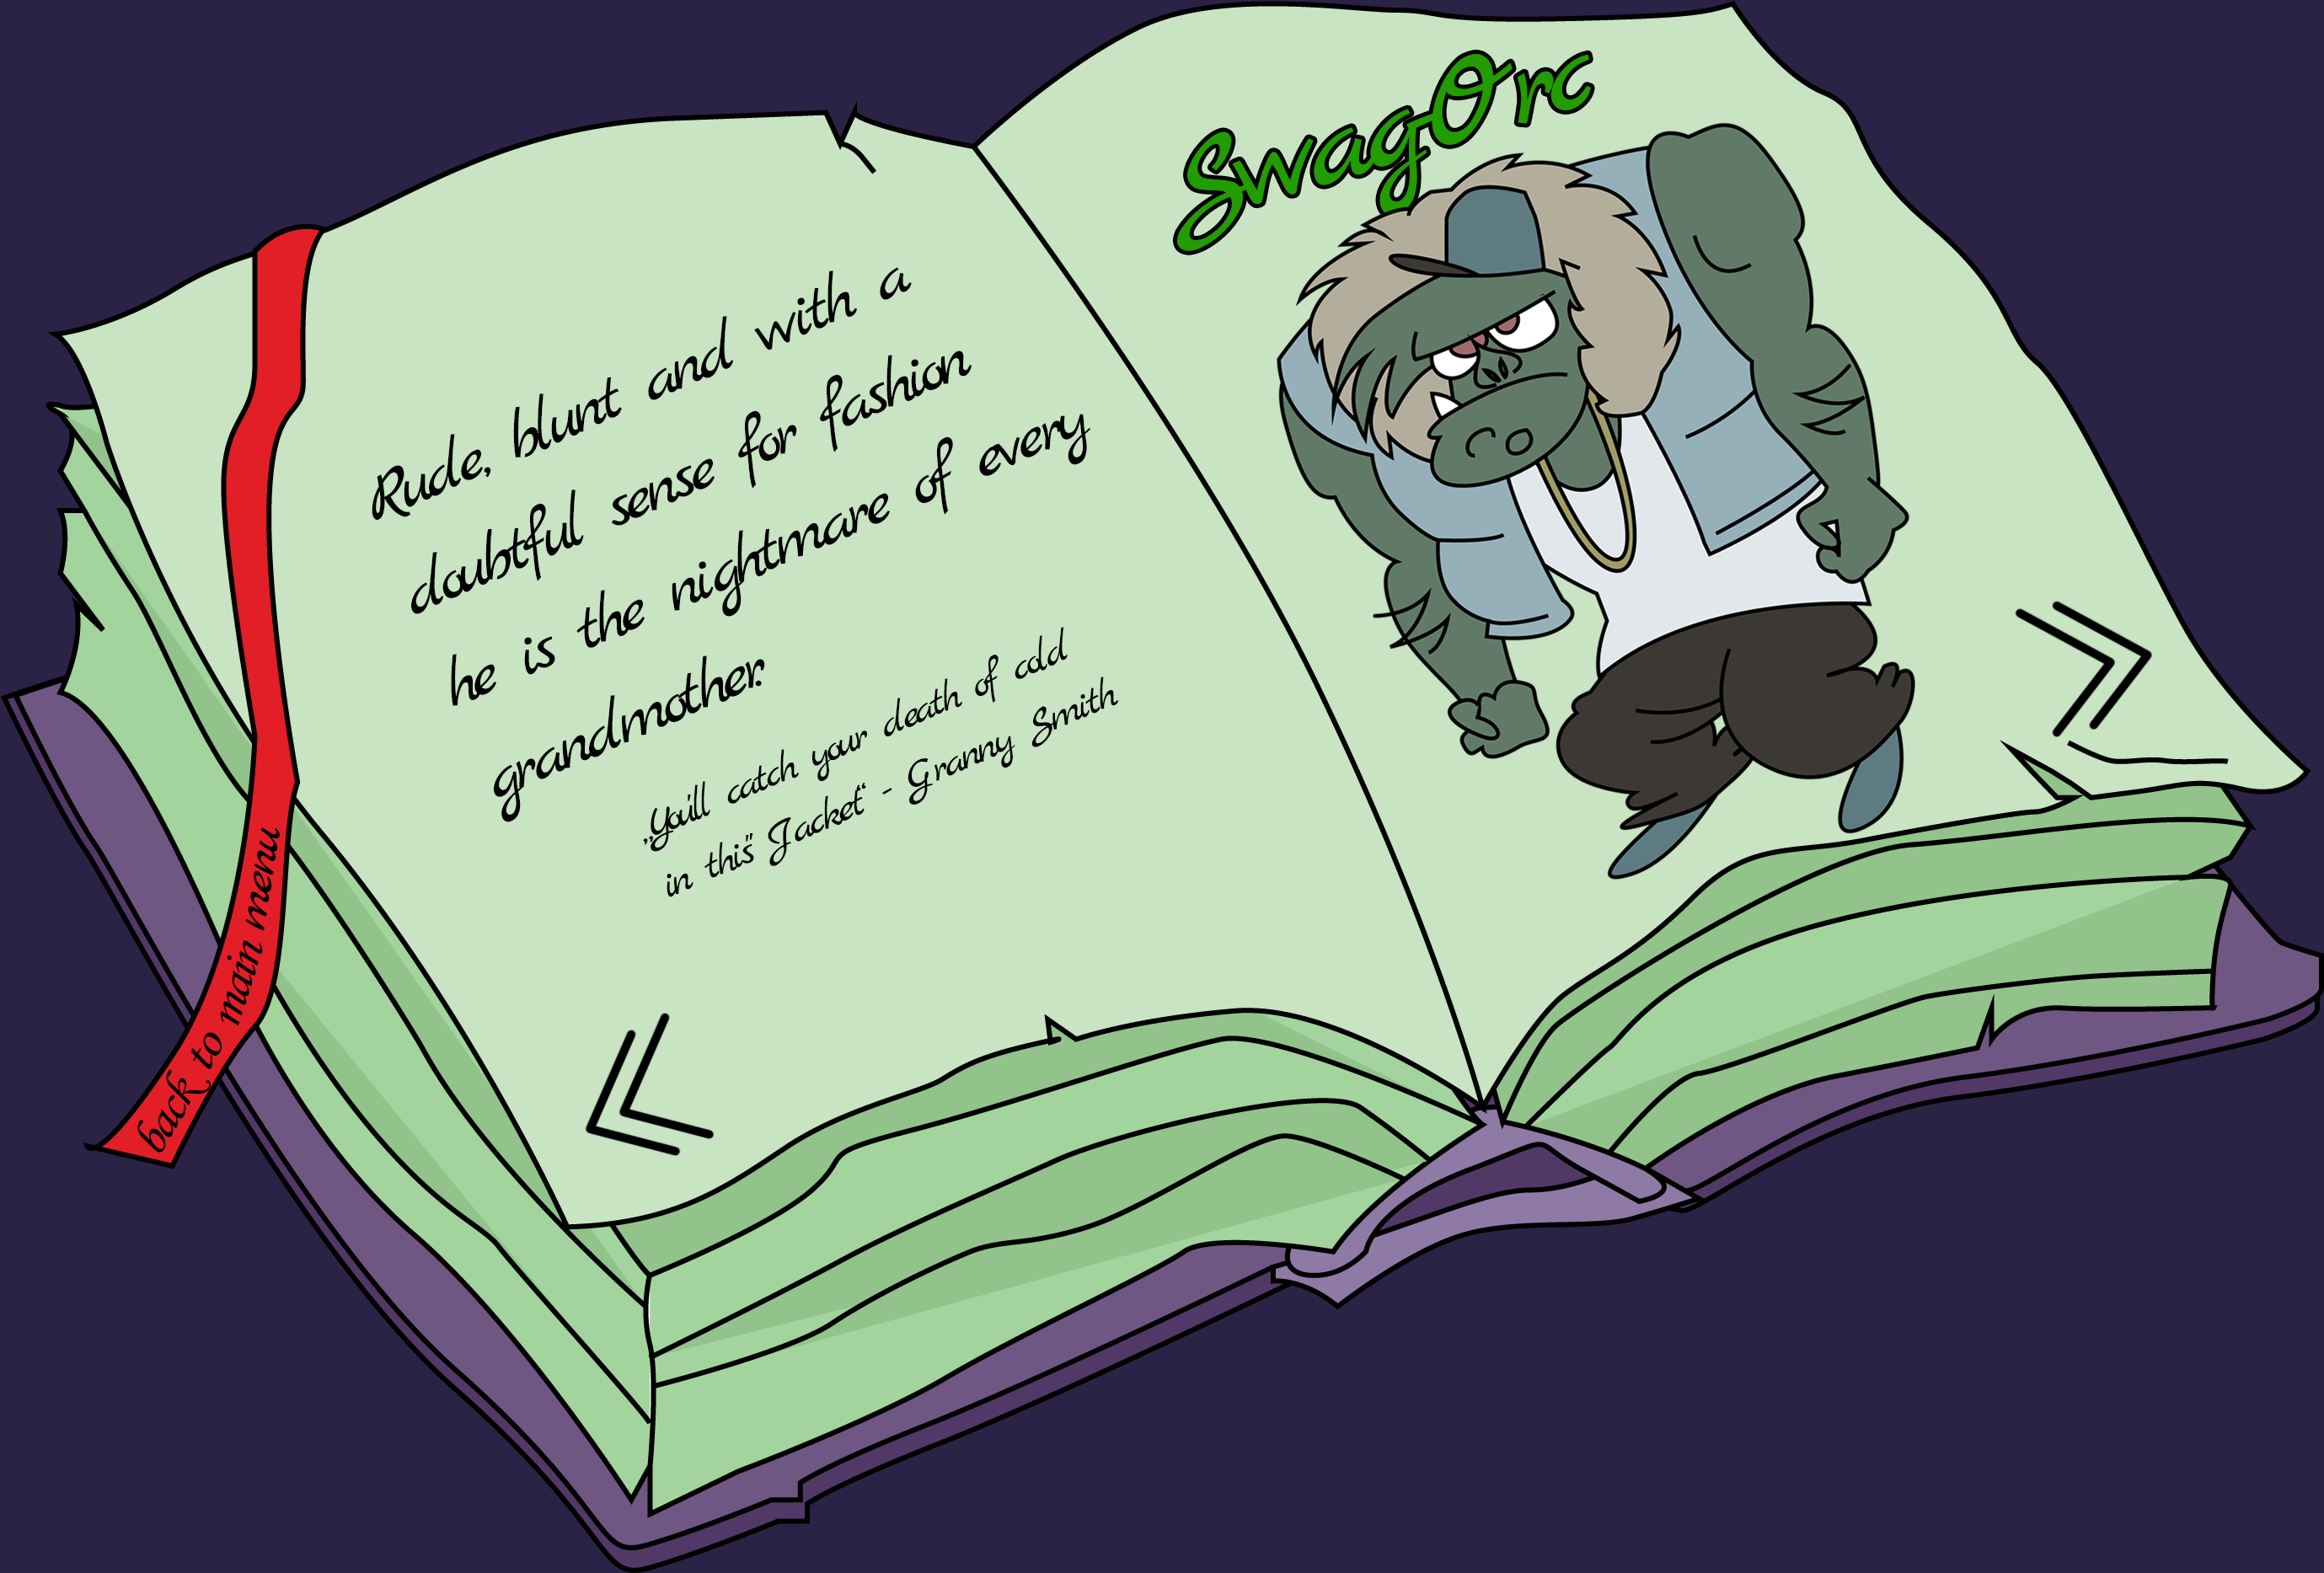 Rude, blunt and with a
doubtful sense for fashion
he is the nightmare of every
grandmother.
„You'll catch your death of cold
in this" Jacket“ - Granny Smith
back to main menu
SwagOrc